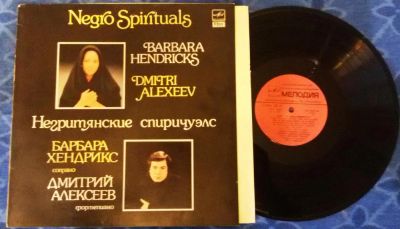 Negro Spirituals
BARBARA
HENDRICKS
DMITRI
ALEXEEV
Негритянские спиричуэлс
БАРБАРА
ХЕНДРИКС
сопрано
ДМИТРИЙ
АЛЕКСЕЕВ
фортепиано
МЕЛОДИЯ